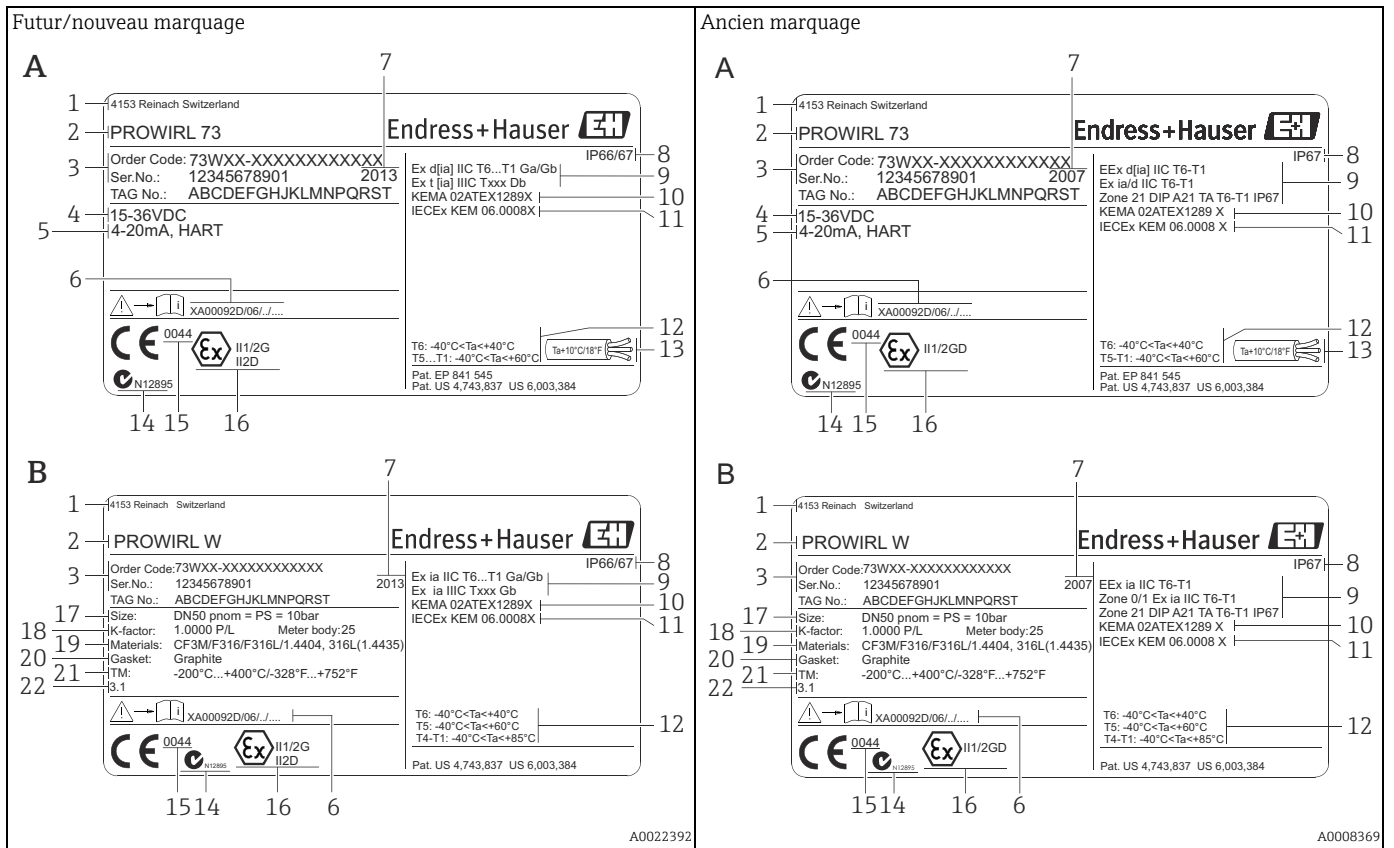 Futur/nouveau marquage
A
7
1
4153 Reinach Switzerland
2
PROWIRL 73
Endress+Hauser EH
3
Order Code: 73WXX-XXXXXXXXXXXX
IP66/67
8
Ser.No.: 12345678901 2013
Ex d[ia] IIC T6...T1 Ga/Gb
9
Ex t [ia] IIIC Txxx Db
TAG No.: ABCDEFGHJKLMNPQRST
KEMA 02ATEX1289X
10
4
15-36VDC
IECEx KEM 06.0008X
11
5
4-20mA, HART
6
XA00092D/06/../....
i
CE
0044
Ex
II1/2G
II2D
12
T6: -40°C<Ta<+40°C
T5...T1: -40°C<Ta<+60°C
Ta+10°C/18°F
13
N12895
Pat. EP 841 545
Pat. US 4,743,837 US 6,003,384
14 15 16
B
7
1
4153 Reinach Switzerland
2
PROWIRL W
Endress+Hauser EH
3
Order Code:73WXX-XXXXXXXXXXXX
IP66/67
8
Ser.No.: 12345678901 2013
Ex ia IIC T6...T1 Ga/Gb
9
Ex ia IIIC Txxx Gb
TAG No.: ABCDEFGHJKLMNPQRST
KEMA 02ATEX1289X
10
17
Size: DN50 pnom = PS = 10bar
IECEx KEM 06.0008X
11
18
K-factor: 1.0000 P/L Meter body:25
19
Materials: CF3M/F316/F316L/1.4404, 316L(1.4435)
20
Gasket: Graphite
21
TM: -200°C...+400°C/-328°F...+752°F
22
3.1
i
XA00092D/06/../....
T6: -40°C<Ta<+40°C
T5: -40°C<Ta<+60°C
T4-T1: -40°C<Ta<+85°C
12
CE
0044
N12895
Ex
II1/2G
II2D
Pat. US 4,743,837 US 6,003,384
15 14 16 6
A0022392
Ancien marquage
A
7
1
4153 Reinach Switzerland
2
PROWIRL 73
Endress+Hauser EH
3
Order Code: 73WXX-XXXXXXXXXXXX
IP67
8
Ser.No.: 12345678901 2007
EEx d[ia] IIC T6-T1
Ex ia/d IIC T6-T1
9
TAG No.: ABCDEFGHJKLMNPQRST
Zone 21 DIP A21 TA T6-T1 IP67
4
15-36VDC
KEMA 02ATEX1289 X
10
5
4-20mA, HART
IECEx KEM 06.0008 X
11
6
i
XA00092D/06/../....
CE
0044
Ex
II1/2GD
12
T6: -40°C<Ta<+40°C
T5-T1: -40°C<Ta<+60°C
Ta+10°C/18°F
13
N12895
Pat. EP 841 545
Pat. US 4,743,837 US 6,003,384
14 15 16
B
7
1
4153 Reinach Switzerland
2
PROWIRL W
Endress+Hauser EH
3
Order Code:73WXX-XXXXXXXXXXXX
IP67
8
Ser.No.: 12345678901 2007
EEx ia IIC T6-T1
Zone 0/1 Ex ia IIC T6-T1
9
TAG No.: ABCDEFGHJKLMNPQRST
Zone 21 DIP A21 TA T6-T1 IP67
17
Size: DN50 pnom = PS = 10bar
KEMA 02ATEX1289 X
10
18
K-factor: 1.0000 P/L Meter body:25
IECEx KEM 06.0008 X
11
19
Materials: CF3M/F316/F316L/1.4404, 316L(1.4435)
20
Gasket: Graphite
21
TM: -200°C...+400°C/-328°F...+752°F
22
3.1
i
XA00092D/06/../....
T6: -40°C<Ta<+40°C
T5: -40°C<Ta<+60°C
T4-T1: -40°C<Ta<+85°C
12
CE
0044
N12895
Ex
II1/2GD
Pat. US 4,743,837 US 6,003,384
15 14 16 6
A0008369